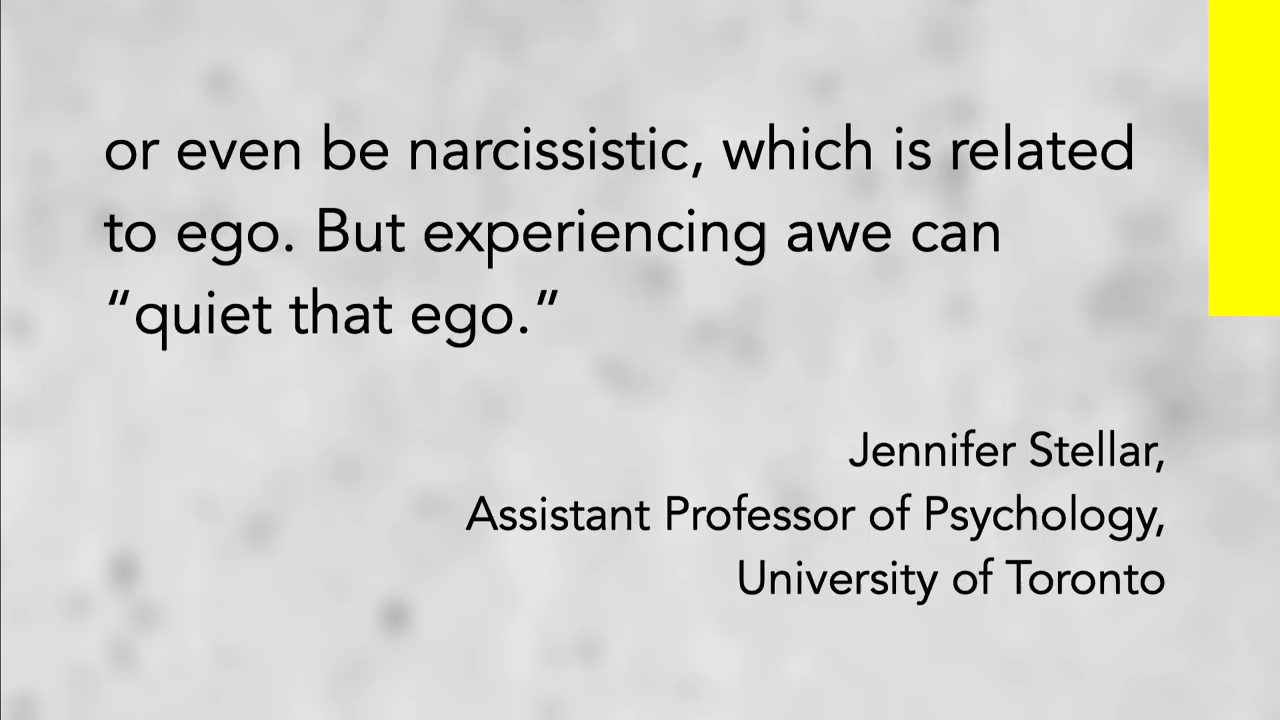 or even be narcissistic, which is related
to ego. But experiencing awe can
“quiet that ego.”
Jennifer Stellar,
Assistant Professor of Psychology,
University of Toronto